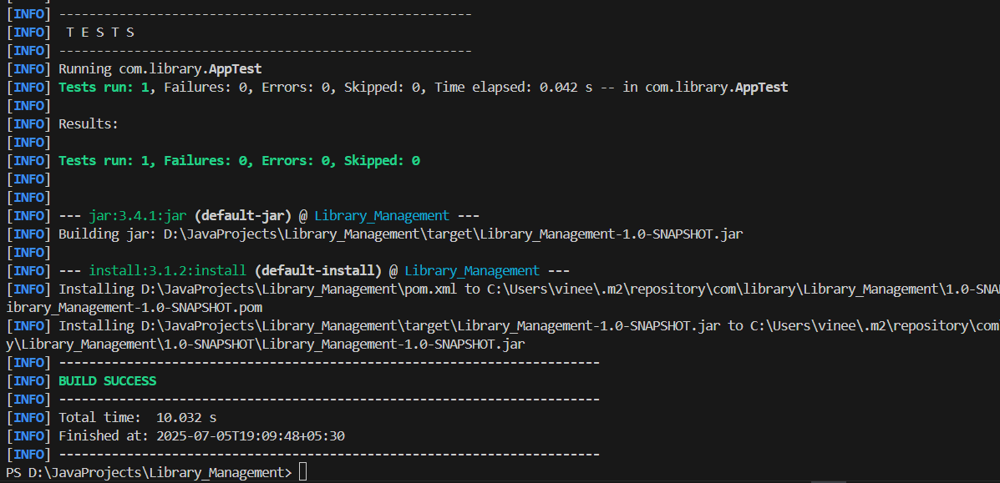 [INFO] -------------------------------------------------------
[INFO]  T E S T S
[INFO] -------------------------------------------------------
[INFO] Running com.library.AppTest
[INFO] Tests run: 1, Failures: 0, Errors: 0, Skipped: 0, Time elapsed: 0.042 s -- in com.library.AppTest
[INFO]
[INFO] Results:
[INFO]
[INFO] Tests run: 1, Failures: 0, Errors: 0, Skipped: 0
[INFO]
[INFO]
[INFO] --- jar:3.4.1:jar (default-jar) @ Library_Management ---
[INFO] Building jar: D:\JavaProjects\Library_Management\target\Library_Management-1.0-SNAPSHOT.jar
[INFO]
[INFO] --- install:3.1.2:install (default-install) @ Library_Management ---
[INFO] Installing D:\JavaProjects\Library_Management\pom.xml to C:\Users\vinee\.m2\repository\com\library\Library_Management\1.0-SNA
ibrary_Management-1.0-SNAPSHOT.pom
[INFO] Installing D:\JavaProjects\Library_Management\target\Library_Management-1.0-SNAPSHOT.jar to C:\Users\vinee\.m2\repository\com
y\Library_Management\1.0-SNAPSHOT\Library_Management-1.0-SNAPSHOT.jar
[INFO] ------------------------------------------------------------------------
[INFO] BUILD SUCCESS
[INFO] ------------------------------------------------------------------------
[INFO] Total time:  10.032 s
[INFO] Finished at: 2025-07-05T19:09:48+05:30
[INFO] ------------------------------------------------------------------------
PS D:\JavaProjects\Library_Management>